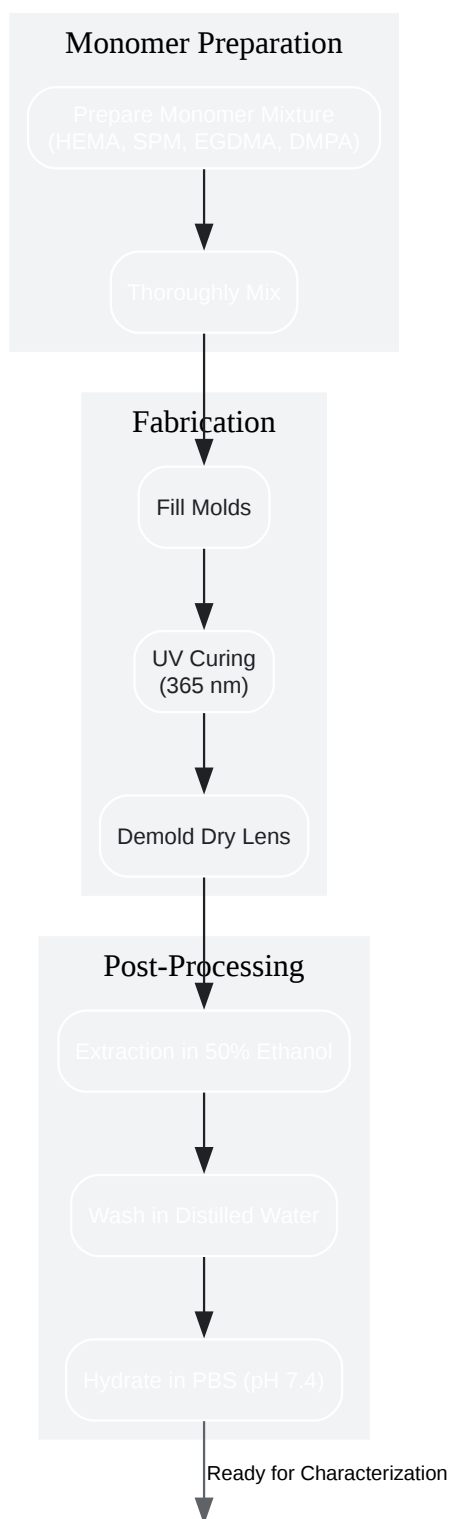 Monomer Preparation
Prepare Monomer Mixture
(HEMA, SPM, EGDMA, DMPA)
Thoroughly Mix
Fabrication
Fill Molds
UV Curing
(365 nm)
Demold Dry Lens
Post-Processing
Extraction in 50% Ethanol
Wash in Distilled Water
Hydrate in PBS (pH 7.4)
Ready for Characterization